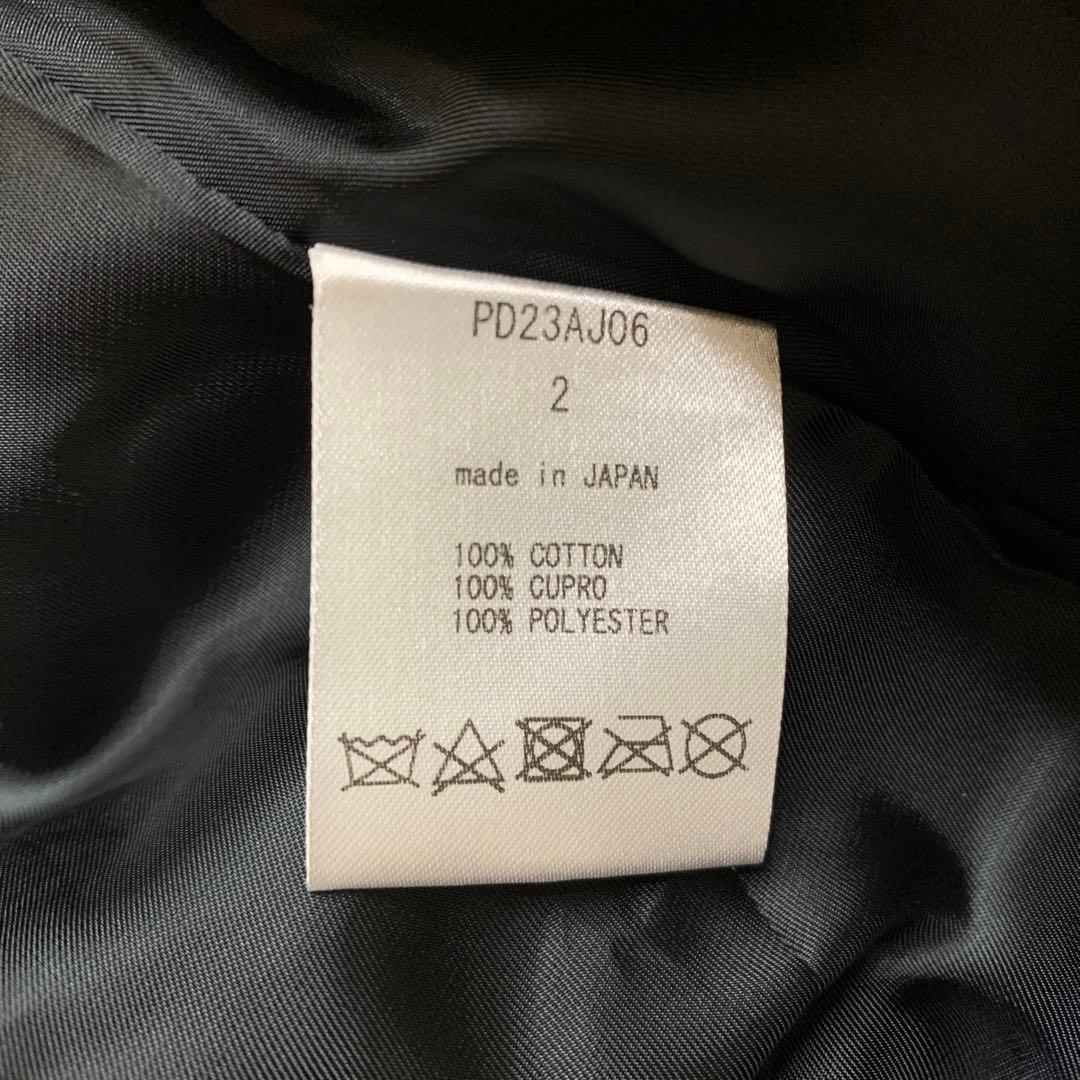 PD23AJ06
2
made in JAPAN
100% COTTON
100% CUPRO
100% POLYESTER